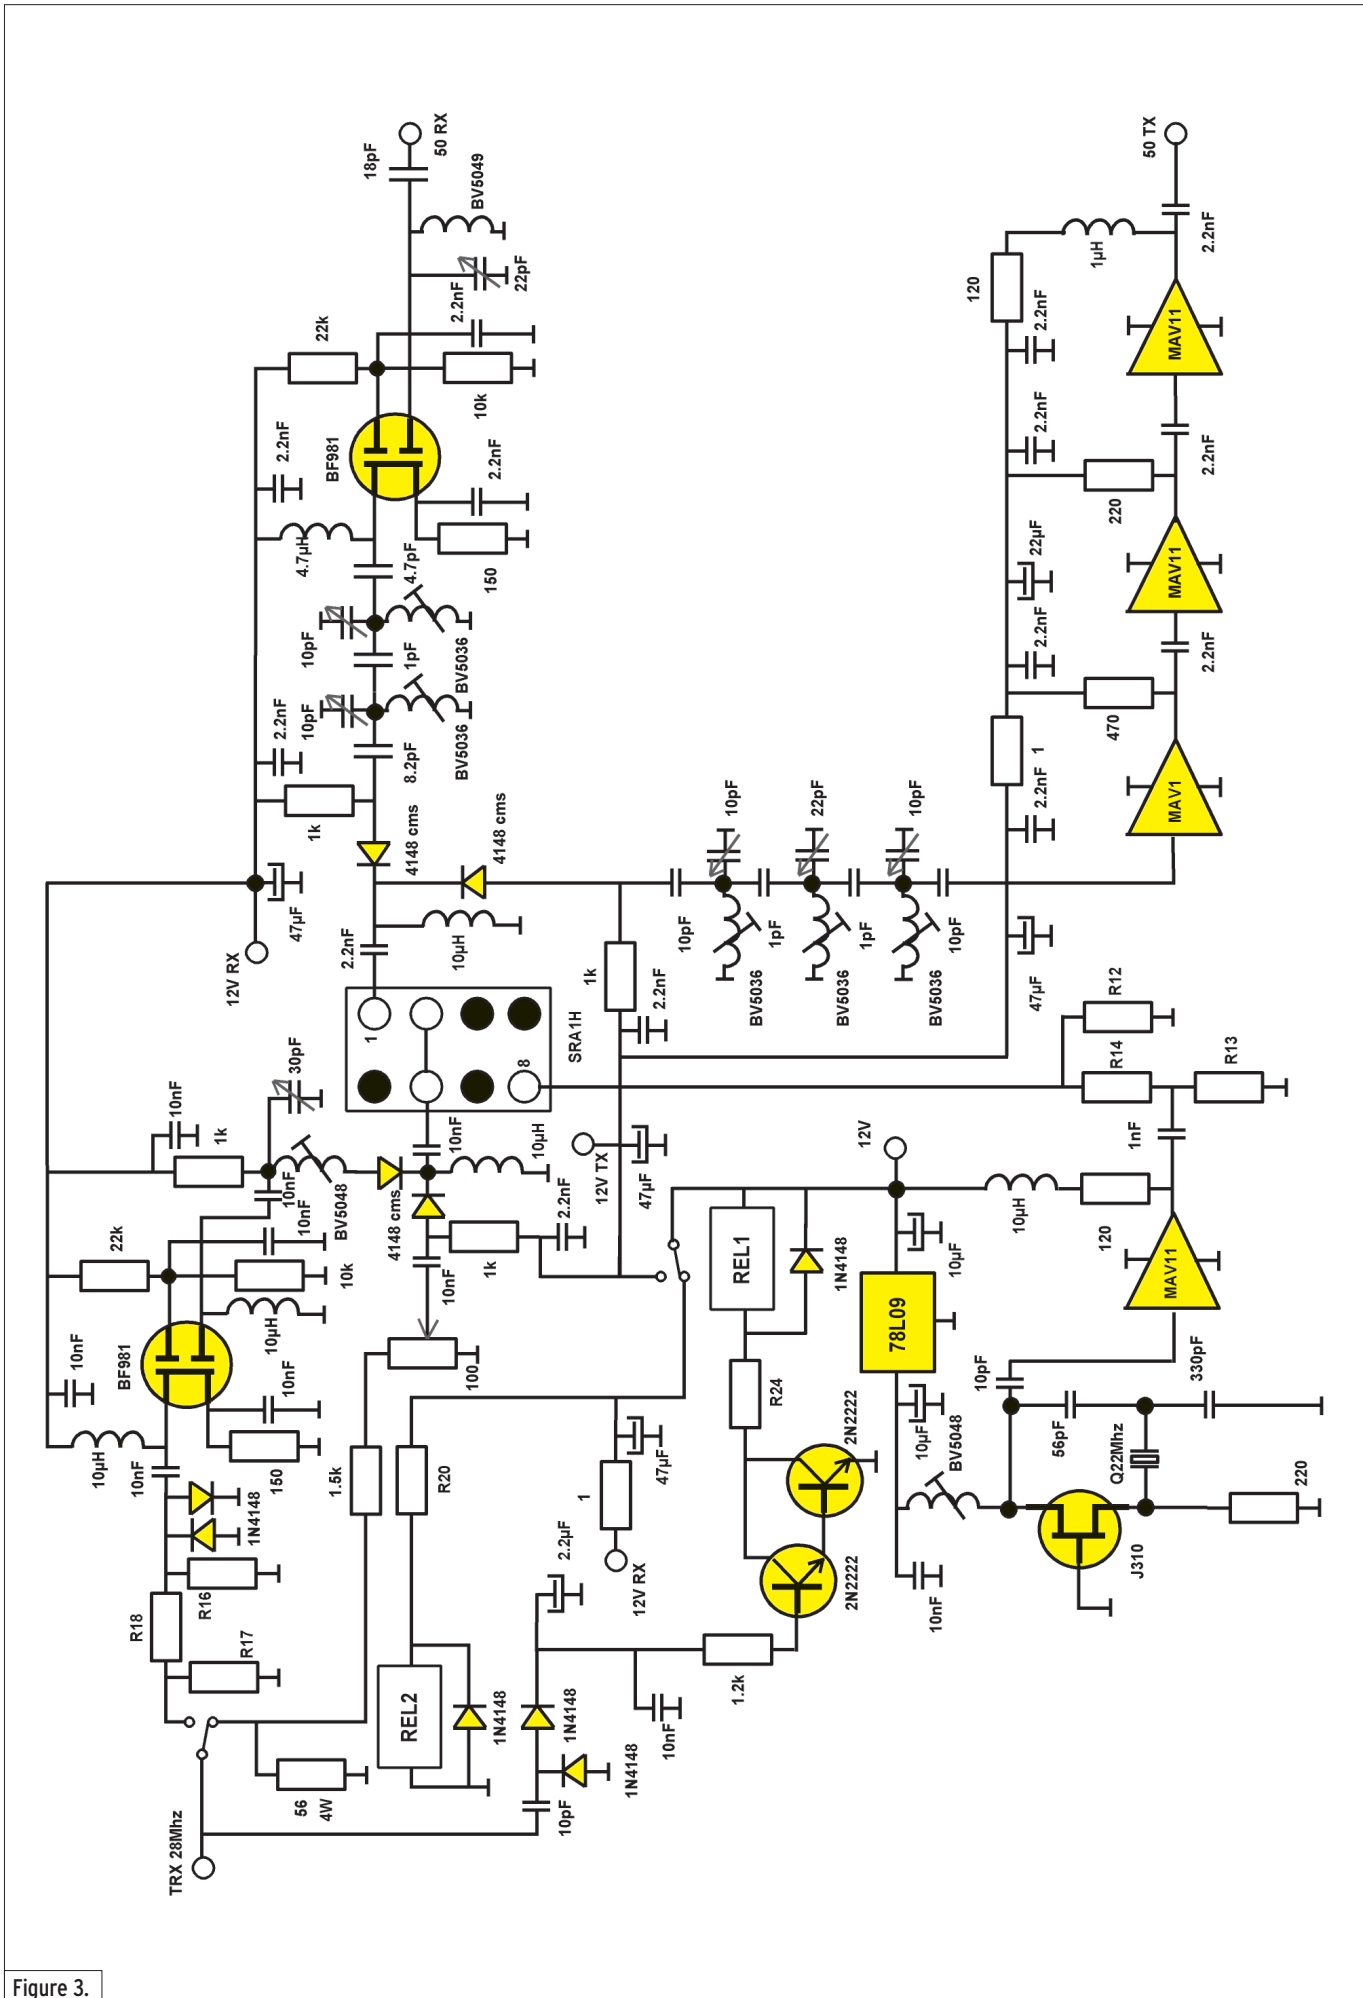 18pF
50 RX
BV5049
22pF
2.2nF
22k
10k
BF981
2.2nF
2.2nF
4.7µH
4.7pF
150
10pF
1pF
BV5036
2.2nF
10pF
8.2pF
BV5036
1k
4148 cms
4148 cms
47µF
12V RX
2.2nF
10µH
1
8
SRA1H
1k
2.2nF
10pF
10pF
BV5036
1pF
22pF
BV5036
1pF
10pF
BV5036
10pF
50 TX
2.2nF
1µH
120
2.2nF
MAV11
2.2nF
2.2nF
220
22µF
MAV11
2.2nF
2.2nF
470
1
2.2nF
MAV1
47µF
R12
R14
R13
1nF
10nF
1k
30pF
10nF
BV5048
10nF
22k
10k
10nF
10µH
4148 cms
10nF
1k
2.2nF
12V TX
47µF
10nF
BF981
10µH
10nF
150
10µH
10nF
1N4148
R18
R16
R17
1.5k
100
R20
REL1
1N4148
R24
2N2222
2N2222
12V
10µF
78L09
10µF
BV5048
10nF
10µH
120
MAV11
10pF
56pF
330pF
Q22Mhz
J310
220
47µF
1
12V RX
2.2µF
REL2
1N4148
1N4148
1N4148
10nF
1.2k
10pF
56
4W
TRX 28Mhz
Figure 3.